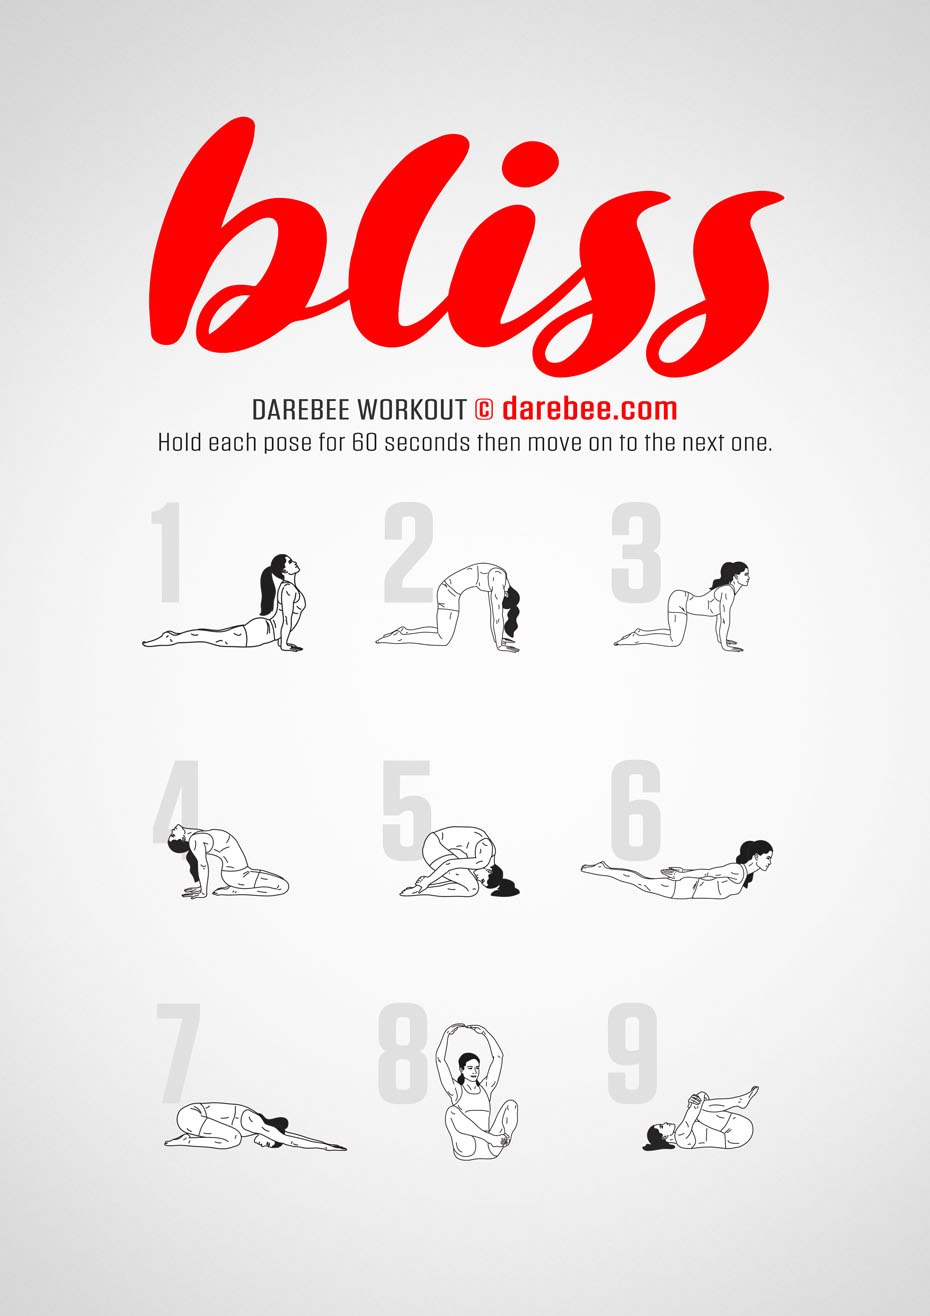 bliss
DAREBEE WORKOUT © darebee.com
Hold each pose for 60 seconds then move on to the next one.
1 2 3
4 5 6
7 8 9